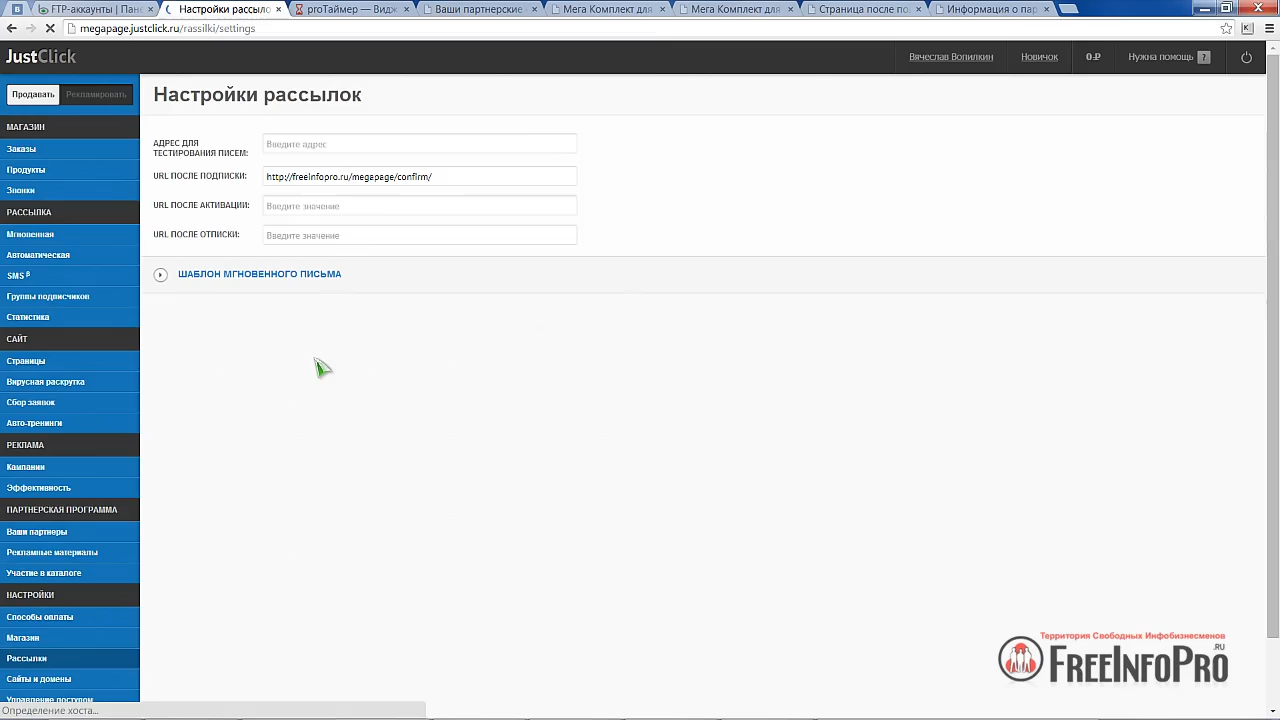 FTP-аккаунты | Пан
Настройки рассыло
proТаймер — Видж
Ваши партнерские
Мега Комплект для
Мега Комплект для
Страница после по
Информация о пар
megapage.justclick.ru/rassilki/settings
JustClick
Вячеслав Вопилкин
Новичок
0 ₽
Нужна помощь ?
Продавать
Рекламировать
Настройки рассылок
МАГАЗИН
Заказы
Продукты
Звонки
РАССЫЛКА
Мгновенная
Автоматическая
SMS β
Группы подписчиков
Статистика
САЙТ
Страницы
Вирусная раскрутка
Сбор заявок
Авто-тренинги
РЕКЛАМА
Кампании
Эффективность
ПАРТНЕРСКАЯ ПРОГРАММА
Ваши партнеры
Рекламные материалы
Участие в каталоге
НАСТРОЙКИ
Способы оплаты
Магазин
Рассылки
Сайты и домены
Управление доступом
АДРЕС ДЛЯ
ТЕСТИРОВАНИЯ ПИСЕМ:
Введите адрес
URL ПОСЛЕ ПОДПИСКИ:
http://freeinfopro.ru/megapage/confirm/
URL ПОСЛЕ АКТИВАЦИИ:
Введите значение
URL ПОСЛЕ ОТПИСКИ:
Введите значение
ШАБЛОН МГНОВЕННОГО ПИСЬМА
Территория Свободных Инфобизнесменов
FREEINFOPRO
.RU
Определение хоста...